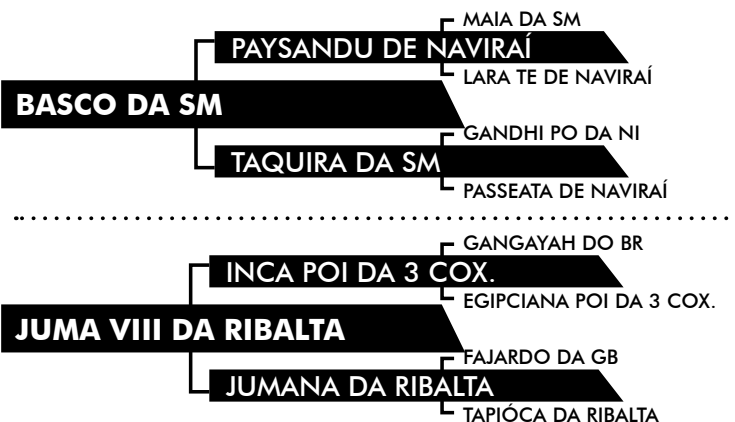 MAIA DA SM
PAYSANDU DE NAVIRAÍ
LARA TE DE NAVIRAÍ
BASCO DA SM
GANDHI PO DA NI
TAQUIRA DA SM
PASSEATA DE NAVIRAÍ
GANGAYAH DO BR
INCA POI DA 3 COX.
EGIPCIANA POI DA 3 COX.
JUMA VIII DA RIBALTA
FAJARDO DA GB
JUMANA DA RIBALTA
TAPIÓCA DA RIBALTA